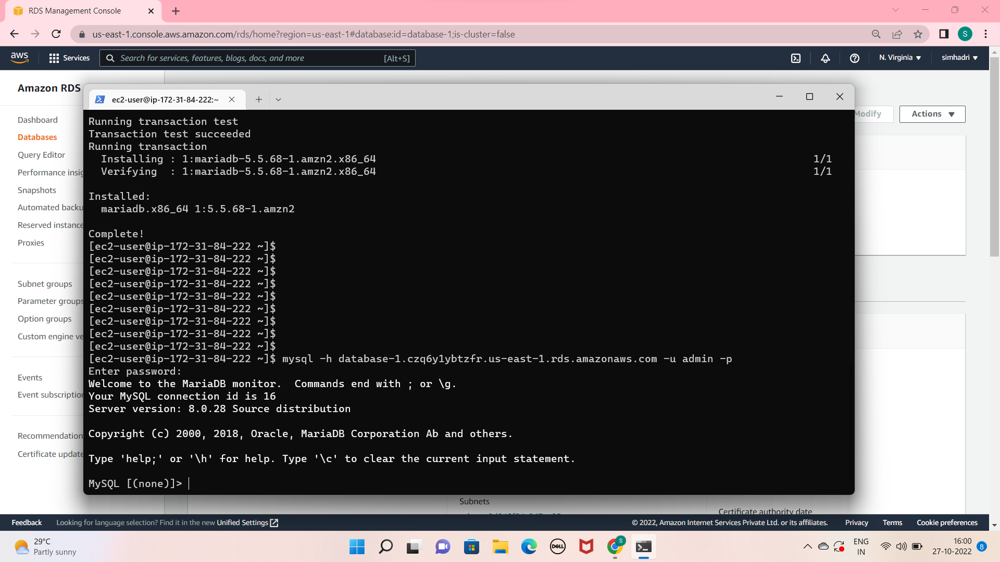 RDS Management Console
us-east-1.console.aws.amazon.com/rds/home?region=us-east-1#database:id=database-1;is-cluster=false
S
aws
Services
Search for services, features, blogs, docs, and more
[Alt+S]
N. Virginia
simhadri
Amazon RDS
Dashboard
Databases
Query Editor
Performance insig
Snapshots
Automated backu
Reserved instance
Proxies
Subnet groups
Parameter groups
Option groups
Custom engine ve
Events
Event subscription
Recommendation
Certificate update
Modify
Actions
ec2-user@ip-172-31-84-222:~
Running transaction test
Transaction test succeeded
Running transaction
Installing : 1:mariadb-5.5.68-1.amzn2.x86_64 1/1
Verifying : 1:mariadb-5.5.68-1.amzn2.x86_64 1/1
Installed:
mariadb.x86_64 1:5.5.68-1.amzn2
Complete!
[ec2-user@ip-172-31-84-222 ~]$
[ec2-user@ip-172-31-84-222 ~]$
[ec2-user@ip-172-31-84-222 ~]$
[ec2-user@ip-172-31-84-222 ~]$
[ec2-user@ip-172-31-84-222 ~]$
[ec2-user@ip-172-31-84-222 ~]$
[ec2-user@ip-172-31-84-222 ~]$
[ec2-user@ip-172-31-84-222 ~]$
[ec2-user@ip-172-31-84-222 ~]$
[ec2-user@ip-172-31-84-222 ~]$ mysql -h database-1.czq6y1ybtzfr.us-east-1.rds.amazonaws.com -u admin -p
Enter password:
Welcome to the MariaDB monitor.  Commands end with ; or \g.
Your MySQL connection id is 16
Server version: 8.0.28 Source distribution
Copyright (c) 2000, 2018, Oracle, MariaDB Corporation Ab and others.
Type 'help;' or '\h' for help. Type '\c' to clear the current input statement.
MySQL [(none)]>
Subnets
Certificate authority date
Feedback
Looking for language selection? Find it in the new Unified Settings
© 2022, Amazon Internet Services Private Ltd. or its affiliates.
Privacy
Terms
Cookie preferences
29°C
Partly sunny
DELL
S
ENG
IN
16:00
27-10-2022
8